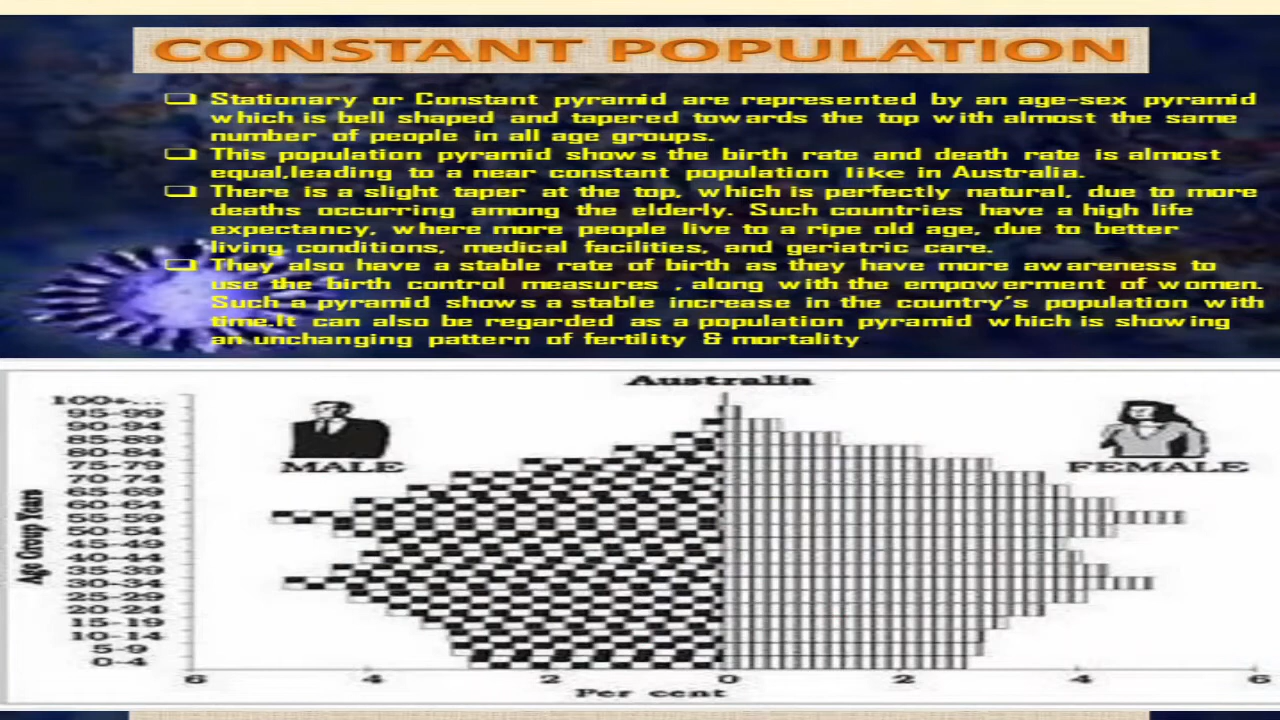 CONSTANT POPULATION
Stationary or Constant pyramid are represented by an age-sex pyramid
which is bell shaped and tapered towards the top with almost the same
number of people in all age groups.
This population pyramid shows the birth rate and death rate is almost
equal,leading to a near constant population like in Australia.
There is a slight taper at the top, which is perfectly natural, due to more
deaths occurring among the elderly. Such countries have a high life
expectancy, where more people live to a ripe old age, due to better
living conditions, medical facilities, and geriatric care.
They also have a stable rate of birth as they have more awareness to
use the birth control measures , along with the empowerment of women.
Such a pyramid shows a stable increase in the country's population with
time.It can also be regarded as a population pyramid which is showing
an unchanging pattern of fertility & mortality
Australia
100+...
95-99
90-94
85-89
80-84
75-79
70-74
65-69
60-64
55-59
50-54
45-49
40-44
35-39
30-34
25-29
20-24
15-19
10-14
5-9
0-4
Age Group Years
MALE
FEMALE
6 4 2 0 2 4 6
Per cent